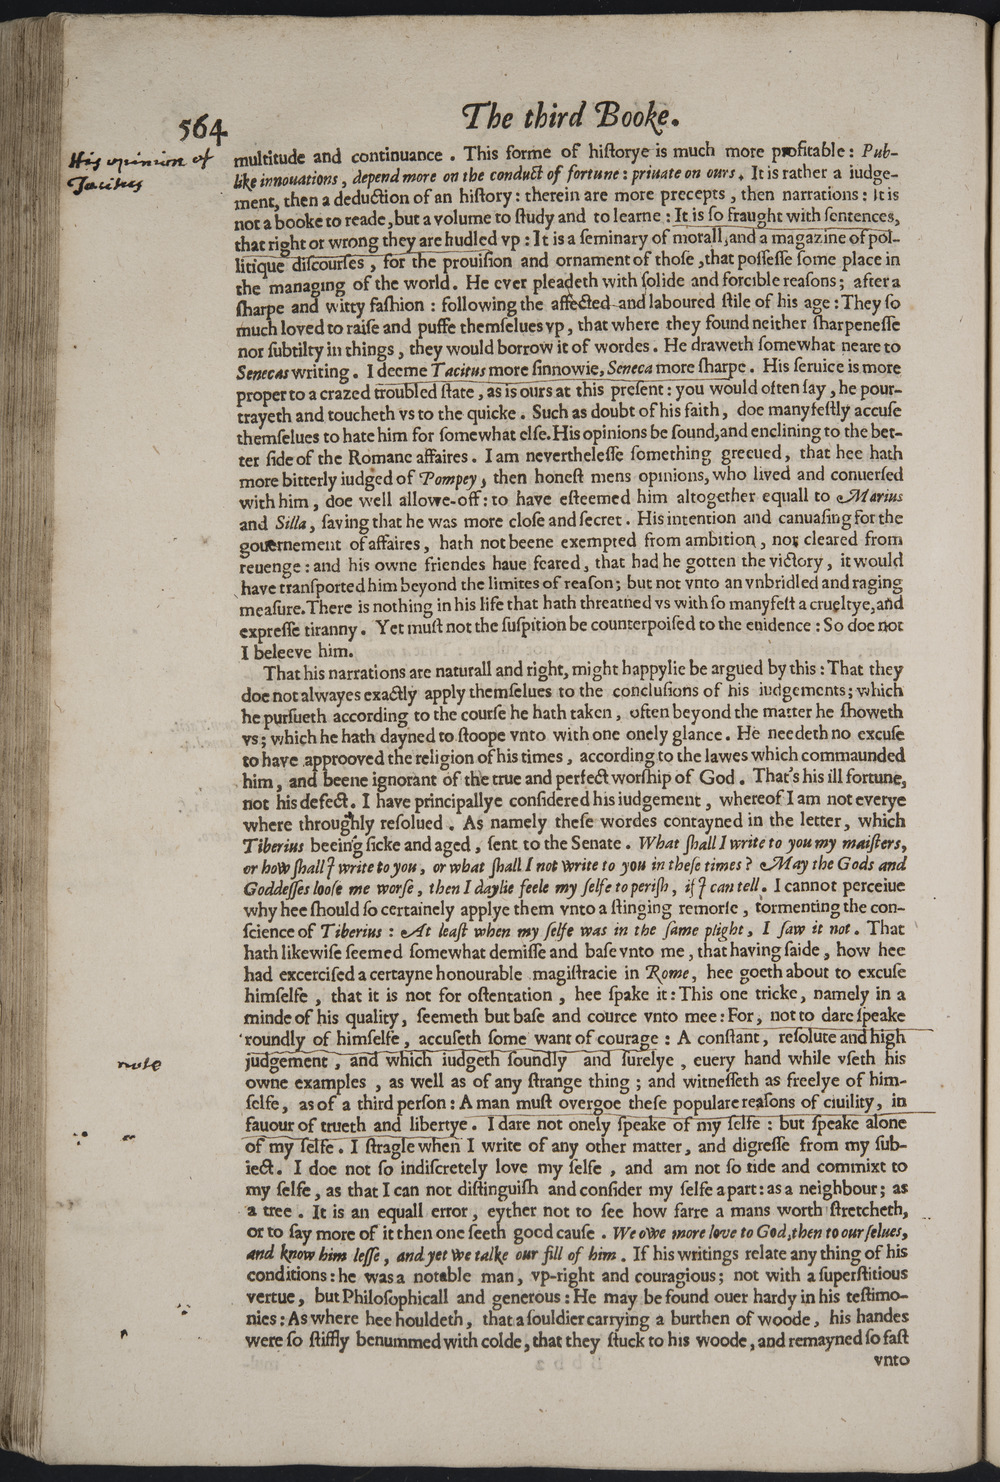 564
The third Booke.
His opinion of
Tacitus
multitude and continuance . This forme of hiſtorye is much more profitable : Pub-
like innouations , depend more on the conduct of fortune : priuate on ours . It is rather a iudge-
ment, then a deduction of an hiſtory : therein are more precepts , then narrations : It is
not a booke to reade , but a volume to ſtudy and to learne : It is ſo fraught with ſentences,
that right or wrong they are hudled vp : It is a ſeminary of morall , and a magazine of pol-
litique diſcourſes , for the prouiſion and ornament of thoſe , that poſſeſſe ſome place in
the managing of the world . He ever pleadeth with ſolide and forcible reaſons ; after a
ſharpe and witty faſhion : following the affected and laboured ſtile of his age : They ſo
much loved to raiſe and puffe themſelues vp , that where they found neither ſharpeneſſe
nor ſubtilty in things , they would borrow it of wordes . He draweth ſomewhat neare to
Senecas writing . I deeme Tacitus more ſinnowie, Seneca more ſharpe . His ſeruice is more
proper to a crazed troubled ſtate , as is ours at this preſent : you would often ſay , he pour-
trayeth and toucheth vs to the quicke . Such as doubt of his faith , doe manyfeſtly accuſe
themſelues to hate him for ſomewhat elſe. His opinions be ſound, and enclining to the bet-
ter ſide of the Romane affaires . I am nevertheleſſe ſomething greeued , that hee hath
more bitterly iudged of Pompey , then honeſt mens opinions, who lived and conuerſed
with him , doe well allowe-off : to have eſteemed him altogether equall to Marius
and Silla , ſaving that he was more cloſe and ſecret . His intention and canuaſing for the
gouernement of affaires , hath not beene exempted from ambition , nor cleared from
reuenge : and his owne friendes haue feared , that had he gotten the victory , it would
have tranſported him beyond the limites of reaſon ; but not vnto an vnbridled and raging
meaſure. There is nothing in his life that hath threatned vs with ſo manyfeſt a crueltye, and
expreſſe tiranny . Yet muſt not the ſuſpition be counterpoiſed to the euidence : So doe not
I beleeve him.
That his narrations are naturall and right, might happylie be argued by this : That they
doe not alwayes exactly apply themſelues to the concluſions of his iudgements ; which
he purſueth according to the courſe he hath taken , often beyond the matter he ſhoweth
vs ; which he hath dayned to ſtoope vnto with one onely glance . He needeth no excuſe
to have approoved the religion of his times , according to the lawes which commaunded
him , and beene ignorant of the true and perfect worſhip of God . That's his ill fortune,
not his defect . I have principallye conſidered his iudgement , whereof I am not everye
where throughly reſolued . As namely theſe wordes contayned in the letter , which
Tiberius beeing ſicke and aged , ſent to the Senate . What ſhall I write to you my maiſters,
or how ſhall I write to you , or what ſhall I not write to you in theſe times ? May the Gods and
Goddeſſes looſe me worſe , then I daylie feele my ſelfe to periſh , if I can tell . I cannot perceiue
why hee ſhould ſo certainely applye them vnto a ſtinging remorſe , tormenting the con-
ſcience of Tiberius : At leaſt when my ſelfe was in the ſame plight , I ſaw it not . That
hath likewiſe ſeemed ſomewhat demiſſe and baſe vnto me , that having ſaide , how hee
had excerciſed a certayne honourable magiſtracie in Rome , hee goeth about to excuſe
himſelfe , that it is not for oſtentation , hee ſpake it : This one tricke , namely in a
minde of his quality , ſeemeth but baſe and cource vnto mee : For , not to dare ſpeake
roundly of himſelfe , accuſeth ſome want of courage : A conſtant , reſolute and high
note
judgement , and which iudgeth ſoundly and ſurelye , euery hand while vſeth his
owne examples , as well as of any ſtrange thing ; and witneſſeth as freelye of him-
ſelfe , as of a third perſon : A man muſt overgoe theſe populare reaſons of ciuility , in
fauour of trueth and libertye . I dare not onely ſpeake of my ſelfe : but ſpeake alone
of my ſelfe . I ſtragle when I write of any other matter , and digreſſe from my ſub-
iect . I doe not ſo indiſcretely love my ſelfe , and am not ſo tide and commixt to
my ſelfe , as that I can not diſtinguiſh and conſider my ſelfe apart : as a neighbour ; as
a tree . It is an equall error , eyther not to ſee how farre a mans worth ſtretcheth,
or to ſay more of it then one ſeeth good cauſe . We owe more love to God , then to our ſelues,
and know him leſſe , and yet we talke our fill of him . If his writings relate any thing of his
conditions : he was a notable man , vp-right and couragious ; not with a ſuperſtitious
vertue , but Philoſophicall and generous : He may be found ouer hardy in his teſtimo-
nies : As where hee houldeth , that a ſouldier carrying a burthen of woode , his handes
were ſo ſtiffly benummed with colde , that they ſtuck to his woode , and remayned ſo faſt
vnto